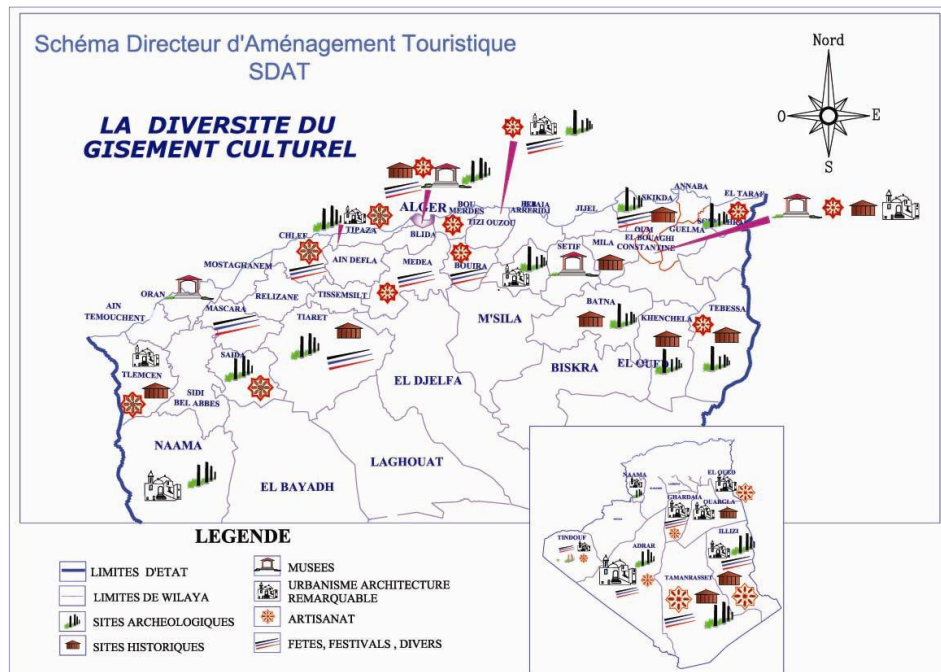 Schéma Directeur d'Aménagement Touristique
SDAT
LA DIVERSITE DU
GISEMENT CULTUREL
Nord
O
E
S
ALGER
BOU
MERDES
TIZI OUZOU
ARRERIDJ
JIJEL
SKIKDA
ANNABA
EL TARAF
TIPAZA
BLIDA
CHLEF
AIN DEFLA
MEDEA
BOUIRA
SETIF
MILA
OUM
EL BOUAGHI
CONSTANTINE
GUELMA
MOSTAGHANEM
ORAN
RELIZANE
TISSEMSILT
AIN
TEMOUCHENT
MASCARA
TIARET
M'SILA
BATNA
KHENCHELA
TEBESSA
SAIDA
TLEMCEN
SIDI
BEL ABBES
EL DJELFA
BISKRA
EL OUED
NAAMA
EL BAYADH
LAGHOUAT
NAAMA
EL OUED
GHARDAIA
OUARGLA
TINDOUF
ADRAR
ILLIZI
TAMANRASSET
LEGENDE
LIMITES D'ETAT
LIMITES DE WILAYA
SITES ARCHEOLOGIQUES
SITES HISTORIQUES
MUSEES
URBANISME ARCHITECTURE
REMARQUABLE
ARTISANAT
FETES, FESTIVALS , DIVERS